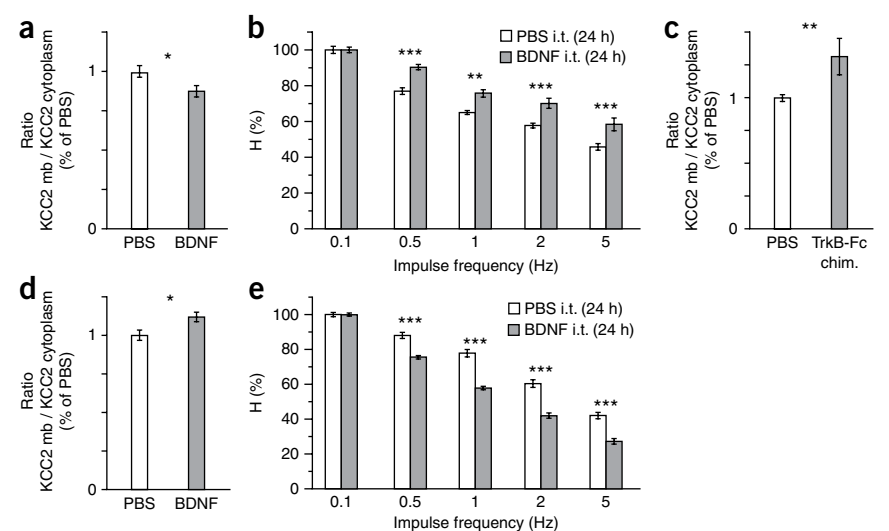 a
Ratio
KCC2 mb / KCC2 cytoplasm
(% of PBS)
1
0
*
PBS BDNF
b
H (%)
100
80
60
40
20
0
PBS i.t. (24 h)
BDNF i.t. (24 h)
***
**
***
***
0.1 0.5 1 2 5
Impulse frequency (Hz)
c
Ratio
KCC2 mb / KCC2 cytoplasm
(% of PBS)
1
0
**
PBS TrkB-Fc
chim.
d
Ratio
KCC2 mb / KCC2 cytoplasm
(% of PBS)
1
0
*
PBS BDNF
e
H (%)
100
80
60
40
20
0
PBS i.t. (24 h)
BDNF i.t. (24 h)
***
***
***
***
0.1 0.5 1 2 5
Impulse frequency (Hz)